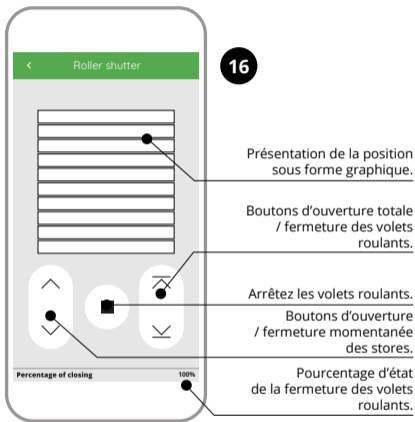 Roller shutter
16
Présentation de la position
sous forme graphique.
Boutons d’ouverture totale
/ fermeture des volets
roulants.
Arrêtez les volets roulants.
Boutons d’ouverture
/ fermeture momentanée
des stores.
Percentage of closing 100%
Pourcentage d’état
de la fermeture des volets
roulants.